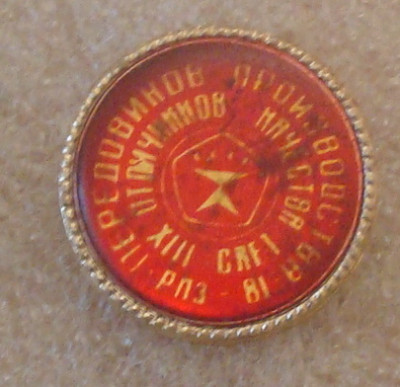 XIII СЛЕТ
ПЕРЕДОВИКОВ ПРОИЗВОДСТВА
ОТЛИЧНИКОВ КАЧЕСТВА
РПЗ - 81